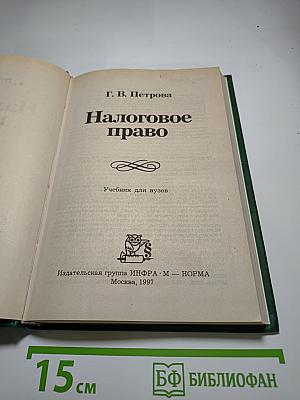 Г. В. Петрова
Налоговое
право
Учебник для вузов
§
Издательская группа ИНФРА · М — НОРМА
Москва, 1997
15 см
БФ БИБЛИОФАН